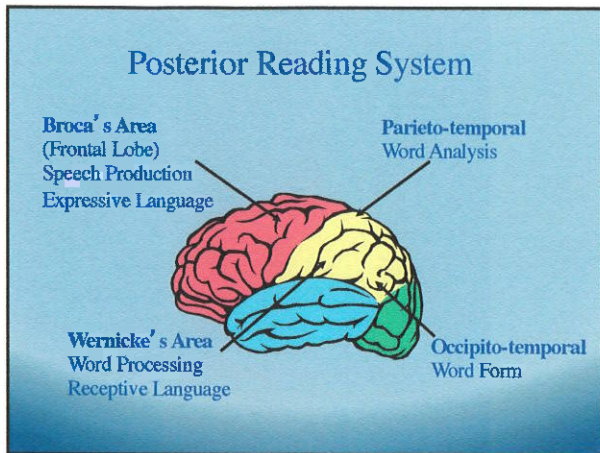 Posterior Reading System
Broca's Area
(Frontal Lobe)
Speech Production
Expressive Language
Parieto-temporal
Word Analysis
Wernicke's Area
Word Processing
Receptive Language
Occipito-temporal
Word Form